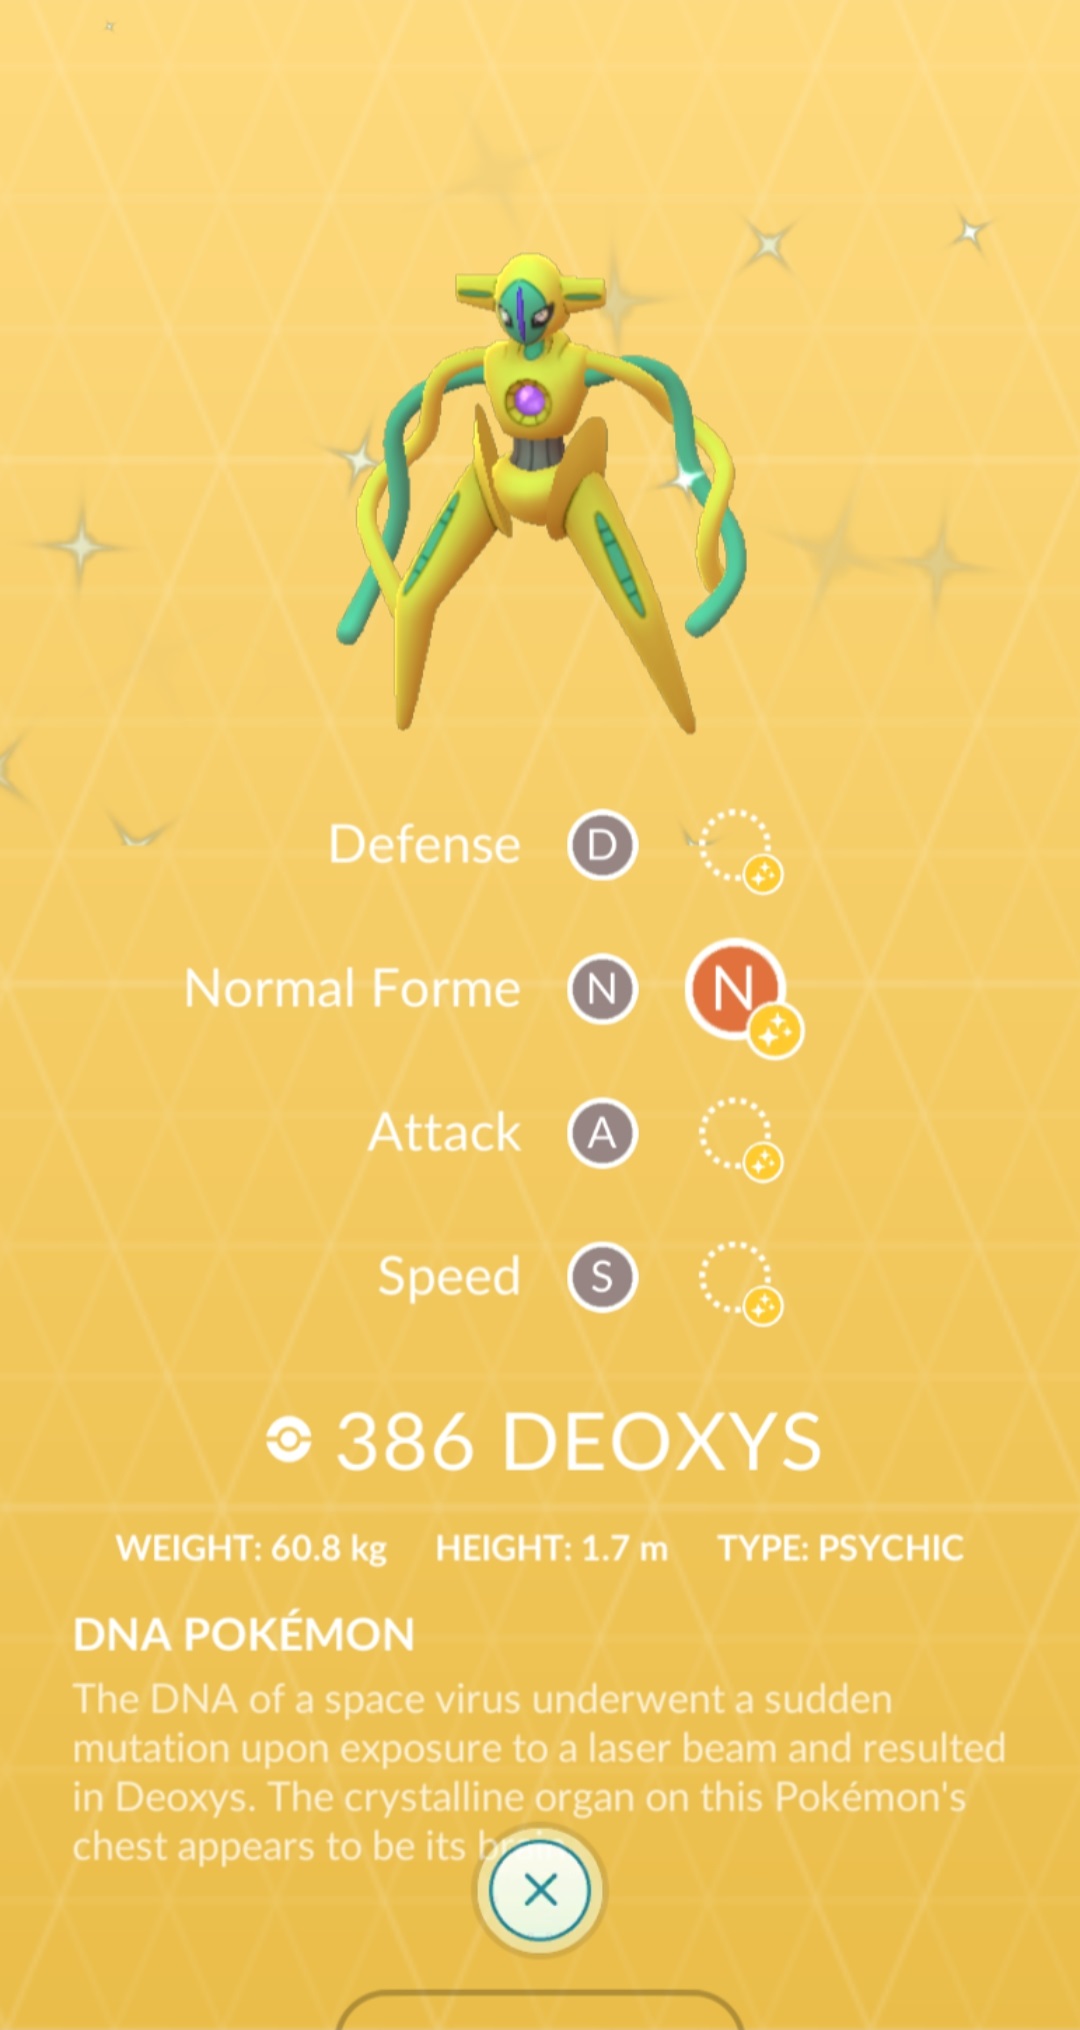 Defense D
Normal Forme N N
Attack A
Speed S
386 DEOXYS
WEIGHT: 60.8 kg HEIGHT: 1.7 m TYPE: PSYCHIC
DNA POKÉMON
The DNA of a space virus underwent a sudden
mutation upon exposure to a laser beam and resulted
in Deoxys. The crystalline organ on this Pokémon's
chest appears to be its